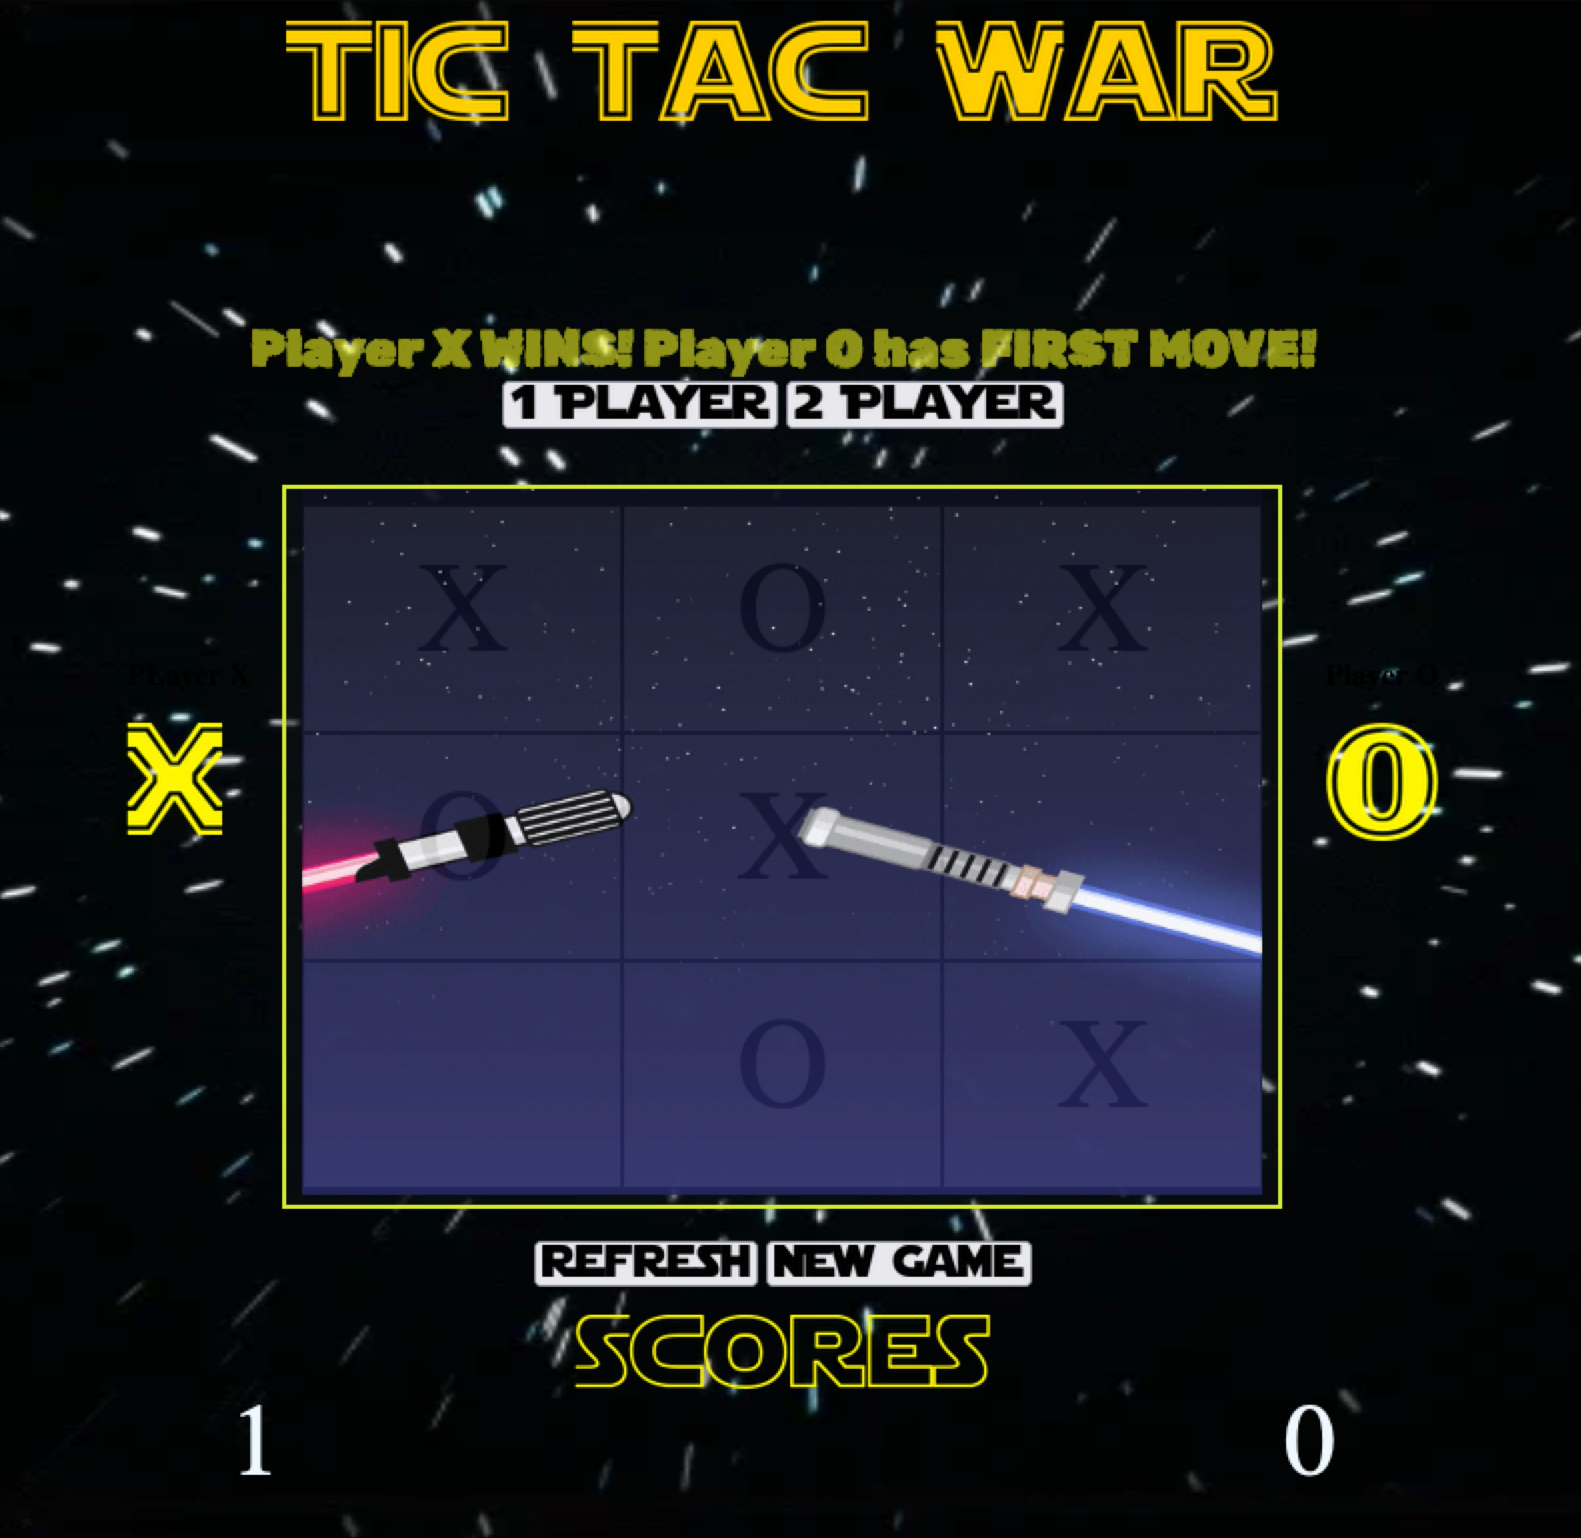 TIC TAC WAR
Player X WINS! Player O has FIRST MOVE!
1 PLAYER 2 PLAYER
X O X
PLayer X Player O
X O X O
O X
REFRESH NEW GAME
SCORES
1 0